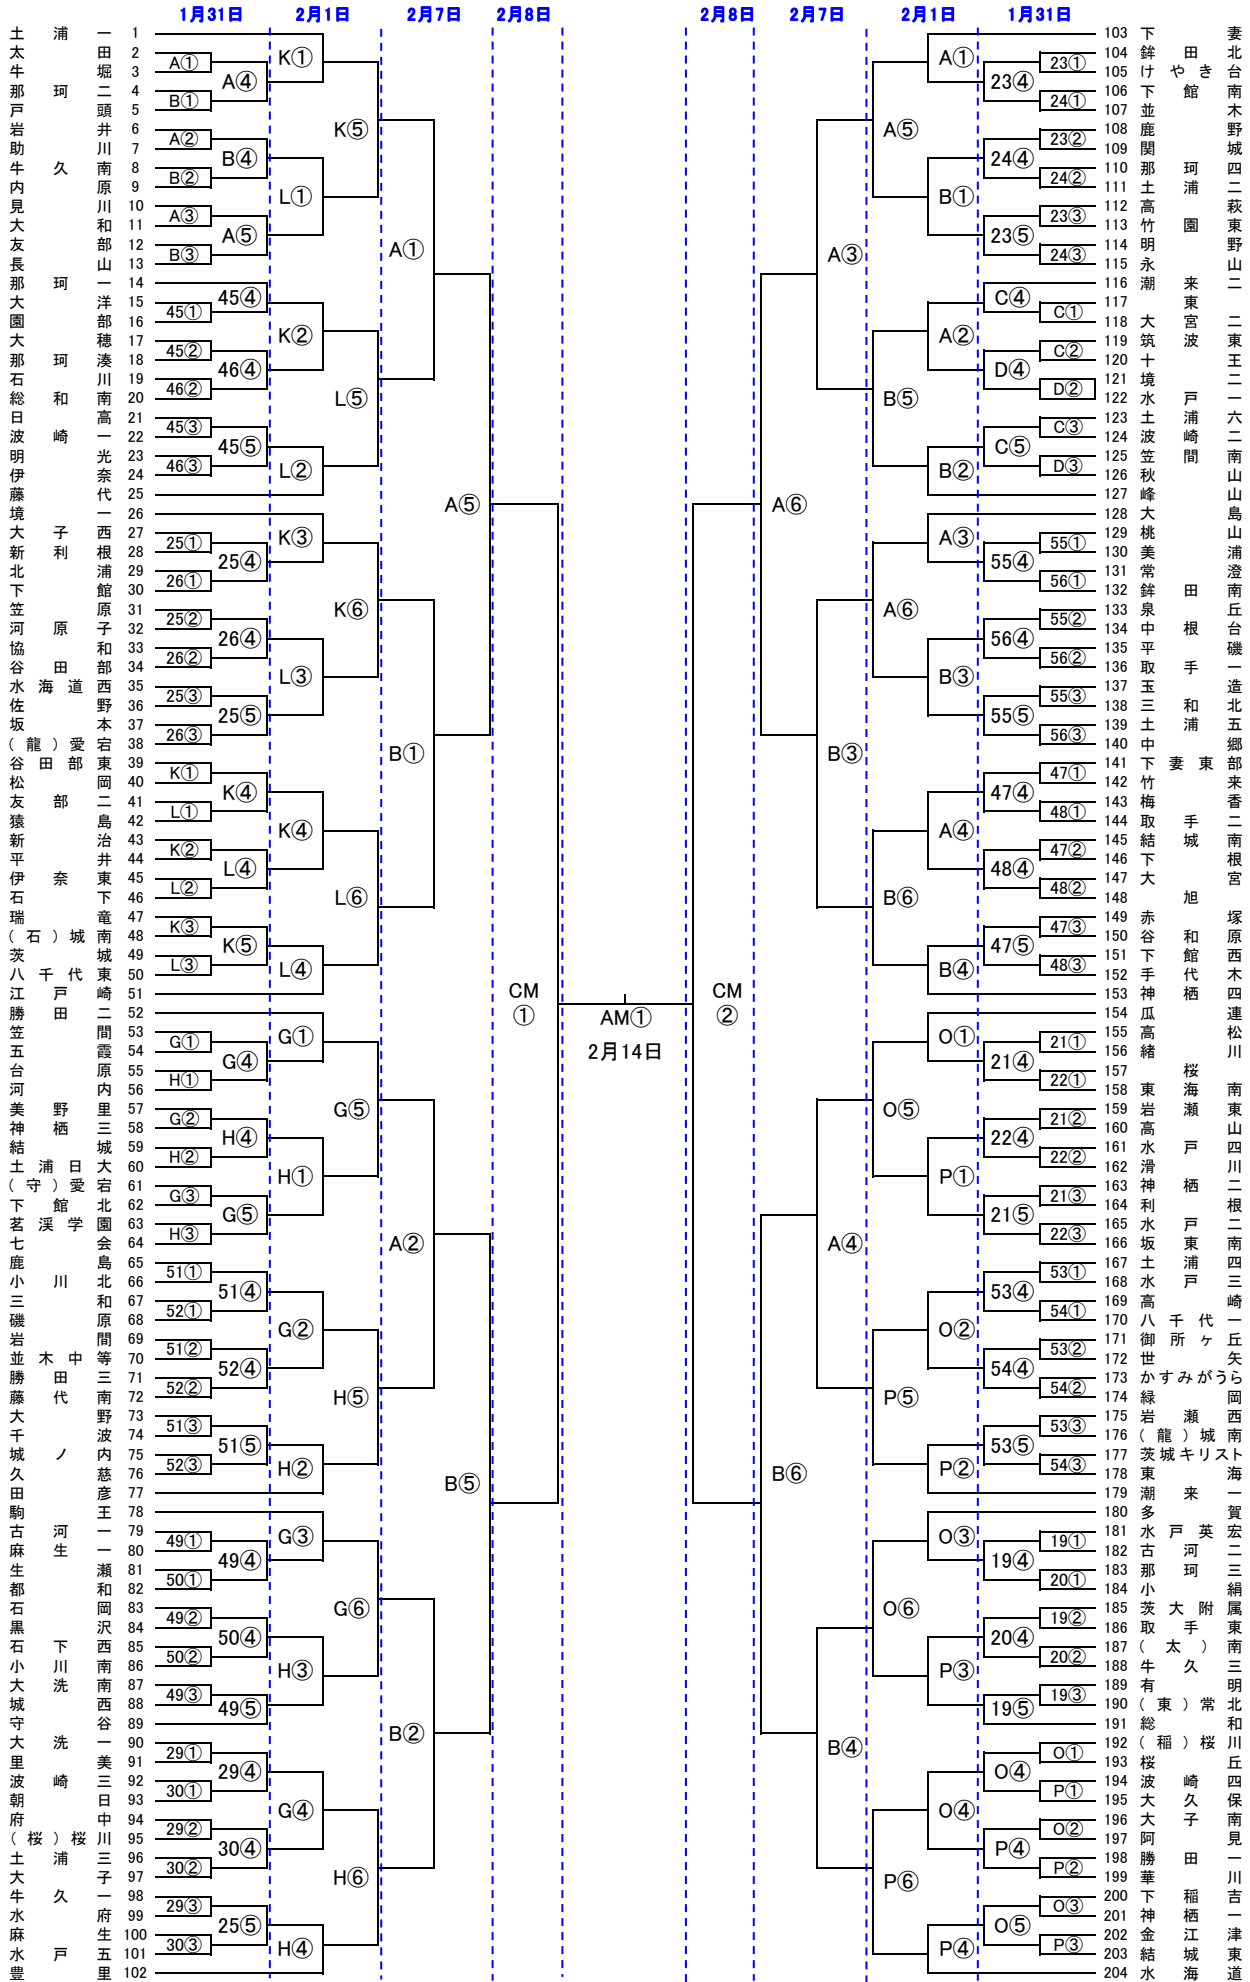 1月31日 2月1日 2月7日 2月8日 2月8日 2月7日 2月1日 1月31日
土浦一 1
太田 2
牛堀 3
那珂二 4
戸頭 5
岩井 6
助川 7
牛久南 8
内原 9
見川 10
大和 11
友部 12
長山 13
那珂一 14
大洋 15
園部 16
大穂 17
那珂湊 18
石川 19
総和南 20
日高 21
波崎一 22
明光 23
伊奈 24
藤代 25
境一 26
大子西 27
新利根 28
北浦 29
下館 30
笠原 31
河原子 32
協和 33
谷田部 34
水海道西 35
佐野 36
坂本 37
(龍)愛宕 38
谷田部東 39
松岡 40
友部二 41
猿島 42
新治 43
平井 44
伊奈東 45
石下 46
瑞竜 47
(石)城南 48
茨城 49
八千代東 50
江戸崎 51
勝田二 52
笠間 53
五霞 54
台原 55
河内 56
美野里 57
神栖三 58
結城 59
土浦日大 60
(守)愛宕 61
下館北 62
茗溪学園 63
七会 64
鹿島 65
小川北 66
三和 67
磯原 68
岩間 69
並木中等 70
勝田三 71
藤代南 72
大野 73
千波 74
城ノ内 75
久慈 76
田彦 77
駒王 78
古河一 79
麻生一 80
生瀬 81
都和 82
石岡 83
黒沢 84
石下西 85
小川南 86
大洗南 87
城西 88
守谷 89
大洗一 90
里美 91
波崎三 92
朝日 93
府中 94
(桜)桜川 95
土浦三 96
大子 97
牛久一 98
水府 99
麻生 100
水戸五 101
豊里 102
A①
B①
A②
B②
A③
B③
45①
45②
46②
45③
46③
25①
26①
25②
26②
25③
26③
K①
L①
K②
L②
K③
L③
G①
H①
G②
H②
G③
H③
51①
52①
51②
52②
51③
52③
49①
50①
49②
50②
49③
29①
30①
29②
30②
29③
30③
A④
B④
A⑤
45④
46④
45⑤
25④
26④
25⑤
K④
L④
K⑤
G④
H④
G⑤
51④
52④
51⑤
49④
50④
49⑤
29④
30④
25⑤
K①
L①
K②
L②
K③
L③
K④
L④
G①
H①
G②
H②
G③
H③
G④
H④
K⑤
L⑤
K⑥
L⑥
G⑤
H⑤
G⑥
H⑥
A①
B①
A②
B②
A⑤
B⑤
CM
①
AM①
2月14日
CM
②
A⑥
B⑥
A③
B③
A④
B④
A⑤
B⑤
A⑥
B⑥
O⑤
P⑤
O⑥
P⑥
A①
B①
A②
B②
A③
B③
A④
B④
O①
P①
O②
P②
O③
P③
O④
P④
23④
24④
23⑤
C④
D④
C⑤
55④
56④
55⑤
47④
48④
47⑤
21④
22④
21⑤
53④
54④
53⑤
19④
20④
19⑤
O④
P④
O⑤
23①
24①
23②
24②
23③
24③
C①
C②
D②
C③
D③
55①
56①
55②
56②
55③
56③
47①
48①
47②
48②
47③
48③
21①
22①
21②
22②
21③
22③
53①
54①
53②
54②
53③
54③
19①
20①
19②
20②
19③
O①
P①
O②
P②
O③
P③
103 下妻
104 鉾田北
105 けやき台
106 下館南
107 並木
108 鹿野
109 関城
110 那珂四
111 土浦二
112 高萩
113 竹園東
114 明野
115 永山
116 潮来二
117 東
118 大宮二
119 筑波東
120 十王
121 境二
122 水戸一
123 土浦六
124 波崎二
125 笠間南
126 秋山
127 峰山
128 大島
129 桃山
130 美浦
131 常澄
132 鉾田南
133 泉丘
134 中根台
135 平磯
136 取手一
137 玉造
138 三和北
139 土浦五
140 中郷
141 下妻東部
142 竹来
143 梅香
144 取手二
145 結城南
146 下根
147 大宮
148 旭
149 赤塚
150 谷和原
151 下館西
152 手代木
153 神栖四
154 瓜連
155 高松
156 緒川
157 桜
158 東海南
159 岩瀬東
160 高山
161 水戸四
162 滑川
163 神栖二
164 利根
165 水戸二
166 坂東南
167 土浦四
168 水戸三
169 高崎
170 八千代一
171 御所ヶ丘
172 世矢
173 かすみがうら
174 緑岡
175 岩瀬西
176 (龍)城南
177 茨城キリスト
178 東海
179 潮来一
180 多賀
181 水戸英宏
182 古河二
183 那珂三
184 小絹
185 茨大附属
186 取手東
187 (太)南
188 牛久三
189 有明
190 (東)常北
191 総和
192 (稲)桜川
193 桜丘
194 波崎四
195 大久保
196 大子南
197 阿見
198 勝田一
199 華川
200 下稲吉
201 神栖一
202 金江津
203 結城東
204 水海道